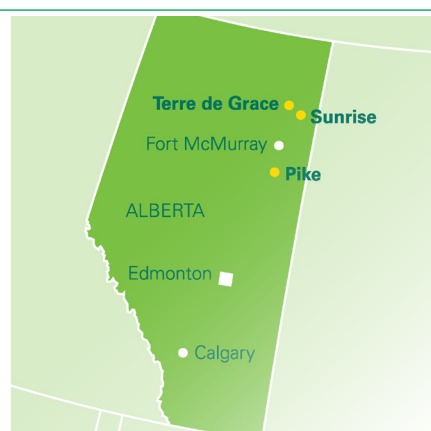 Terre de Grace
Sunrise
Fort McMurray
Pike
ALBERTA
Edmonton
Calgary